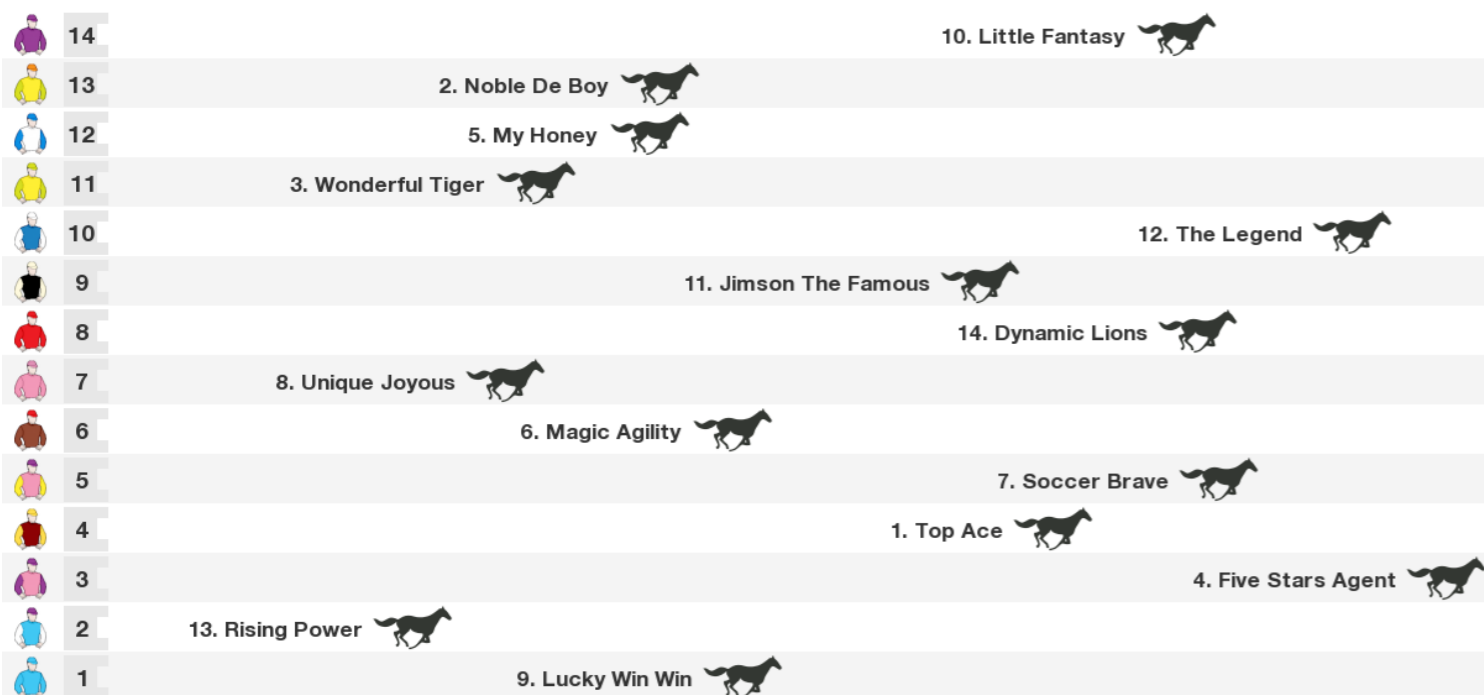 14 10. Little Fantasy
13 2. Noble De Boy
12 5. My Honey
11 3. Wonderful Tiger
10 12. The Legend
9 11. Jimson The Famous
8 14. Dynamic Lions
7 8. Unique Joyous
6 6. Magic Agility
5 7. Soccer Brave
4 1. Top Ace
3 4. Five Stars Agent
2 13. Rising Power
1 9. Lucky Win Win